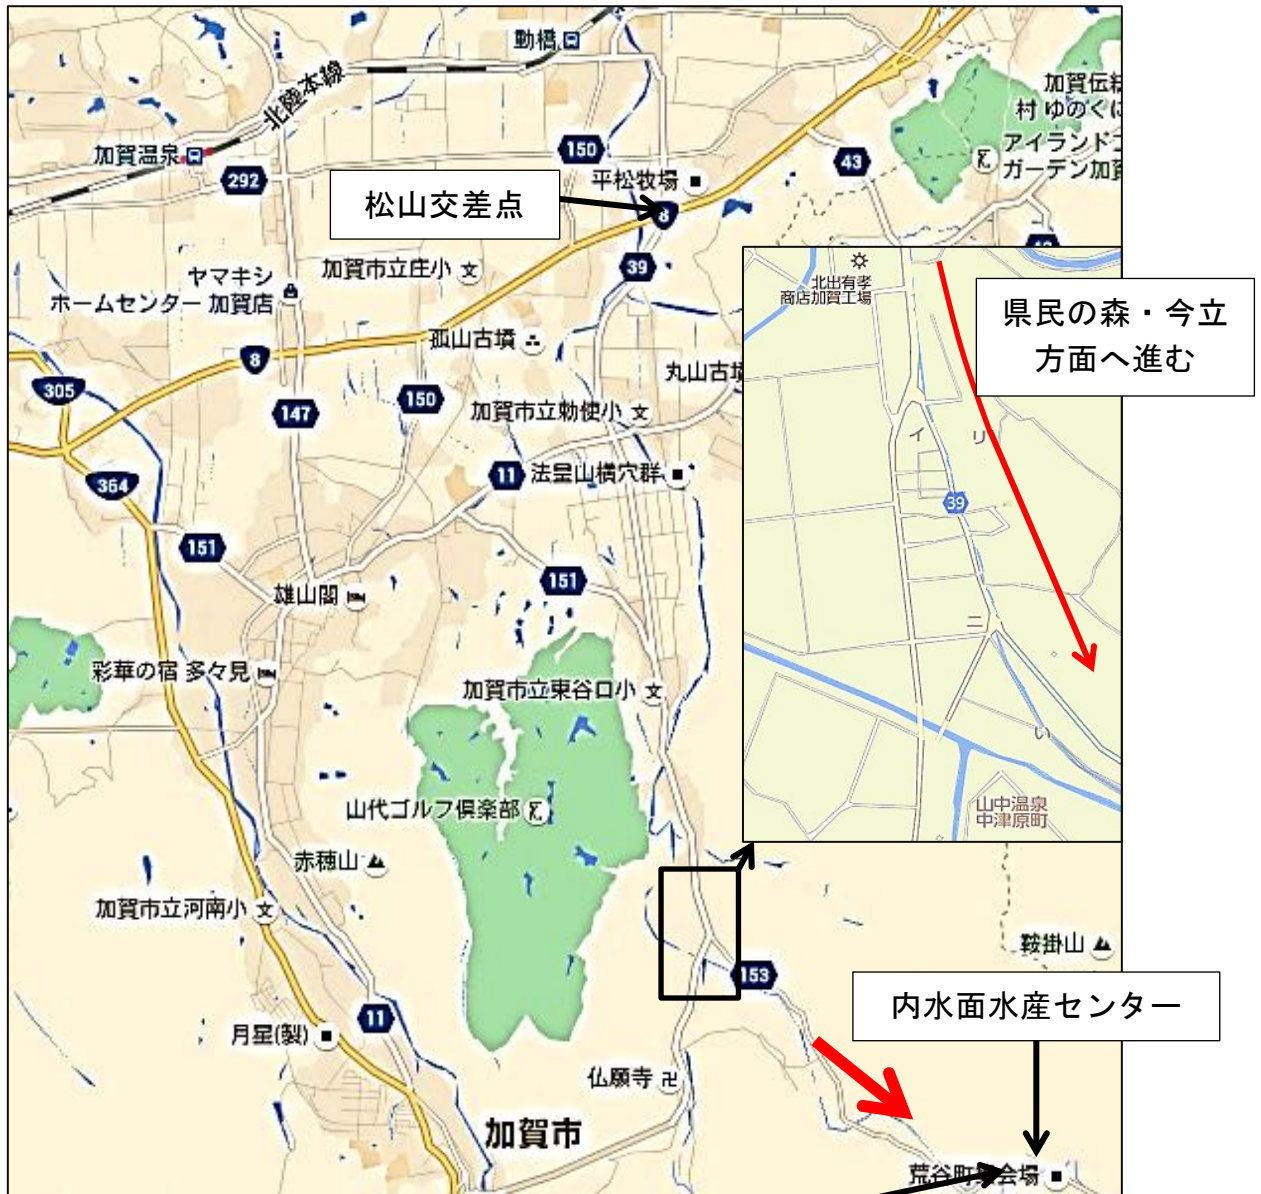 動橋
北陸本線
加賀伝統
村 ゆのくに
アイランド
ガーデン加賀
加賀温泉
150
43
292
平松牧場
松山交差点
8
39
加賀市立庄小
ヤマキシ
ホームセンター 加賀店
北出有孝
商店加賀工場
県民の森・今立
方面へ進む
孤山古墳
8
305
丸山古墳
147
150
加賀市立勅使小
イ
リ
11
法皇山横穴群
364
39
151
151
雄山閣
ニ
彩華の宿 多々見
加賀市立東谷口小
い
山代ゴルフ倶楽部
山中温泉
中津原町
赤穂山
加賀市立河南小
鞍掛山
153
内水面水産センター
11
月星(製)
仏願寺
加賀市
荒谷町集会場